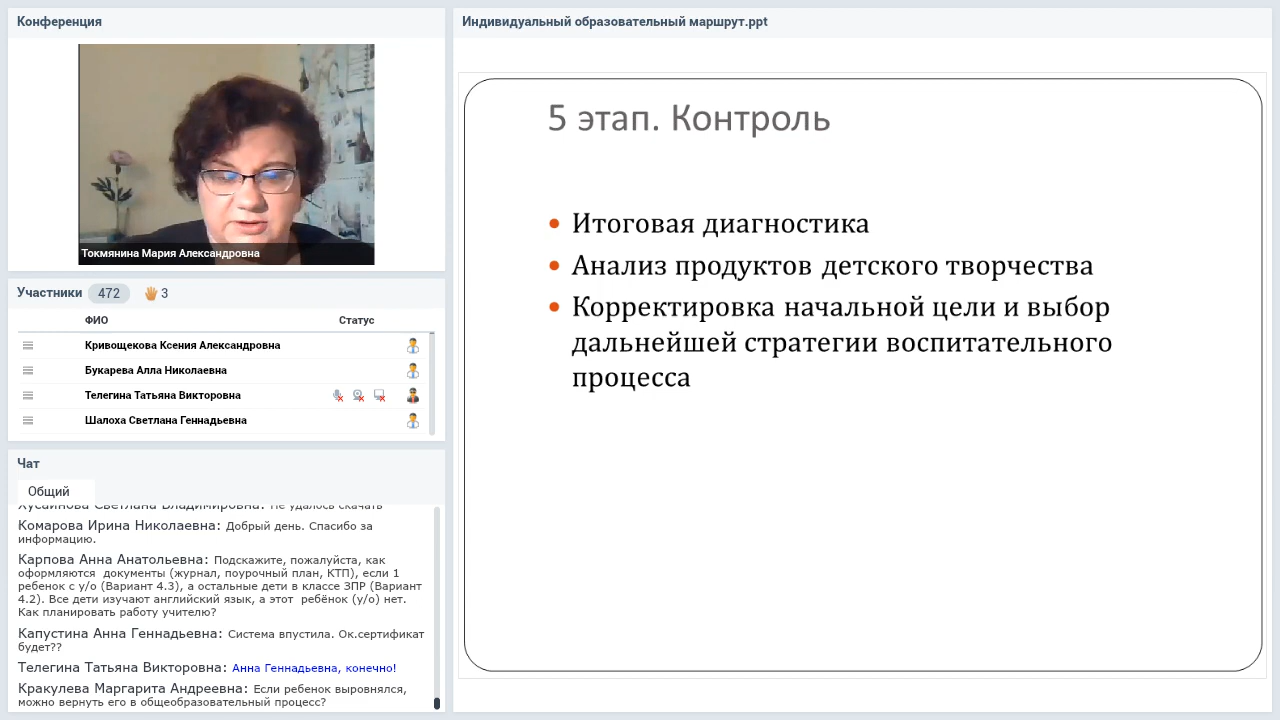 Конференция
Токмянина Мария Александровна
Участники 472 3
ФИО Статус
Кривощекова Ксения Александровна
Букарева Алла Николаевна
Телегина Татьяна Викторовна
Шалоха Светлана Геннадьевна
Чат
Общий
Хусаинова Светлана Владимировна: Не удалось скачать
Комарова Ирина Николаевна: Добрый день. Спасибо за
информацию.
Карпова Анна Анатольевна: Подскажите, пожалуйста, как
оформляются документы (журнал, поурочный план, КТП), если 1
ребенок с у/о (Вариант 4.3), а остальные дети в классе ЗПР (Вариант
4.2). Все дети изучают английский язык, а этот ребёнок (у/о) нет.
Как планировать работу учителю?
Капустина Анна Геннадьевна: Система впустила. Ок.сертификат
будет??
Телегина Татьяна Викторовна: Анна Геннадьевна, конечно!
Кракулева Маргарита Андреевна: Если ребенок выровнялся,
можно вернуть его в общеобразовательный процесс?
Индивидуальный образовательный маршрут.ppt
5 этап. Контроль
• Итоговая диагностика
• Анализ продуктов детского творчества
• Корректировка начальной цели и выбор
дальнейшей стратегии воспитательного
процесса